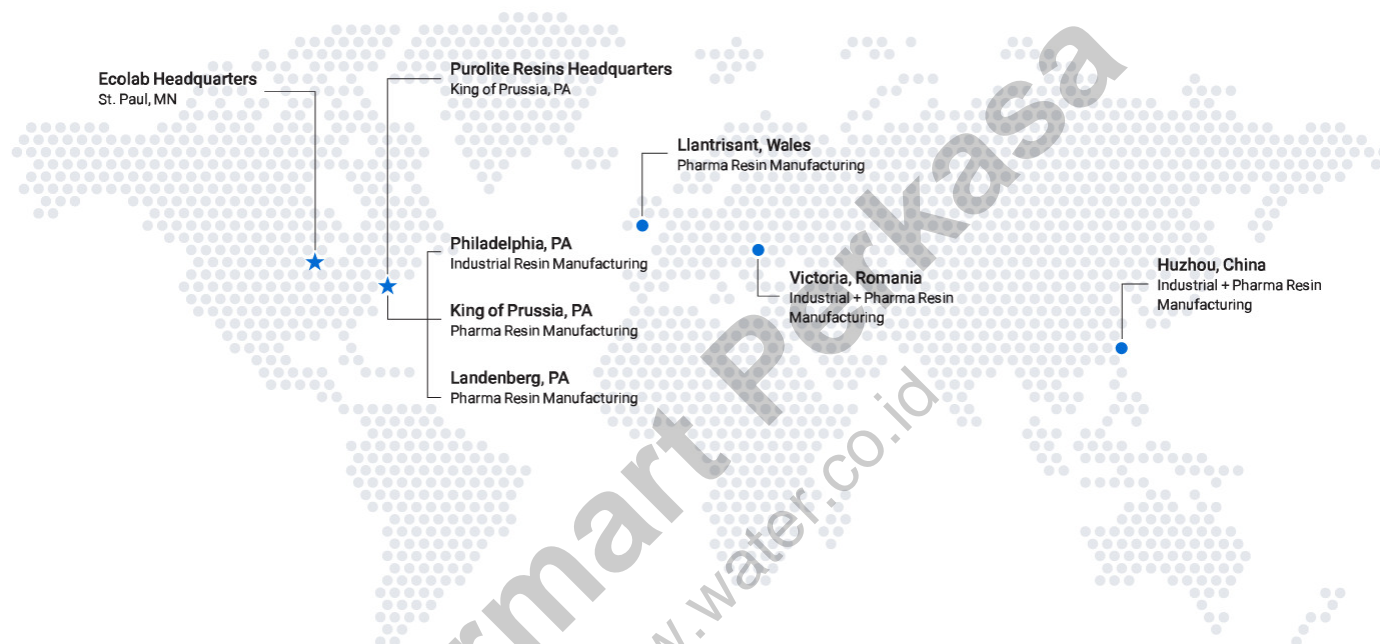 Ecolab Headquarters
St. Paul, MN
Purolite Resins Headquarters
King of Prussia, PA
Llantrisant, Wales
Pharma Resin Manufacturing
Philadelphia, PA
Industrial Resin Manufacturing
King of Prussia, PA
Pharma Resin Manufacturing
Landenberg, PA
Pharma Resin Manufacturing
Victoria, Romania
Industrial + Pharma Resin
Manufacturing
Huzhou, China
Industrial + Pharma Resin
Manufacturing
rmart Perkasa
w.water.co.id